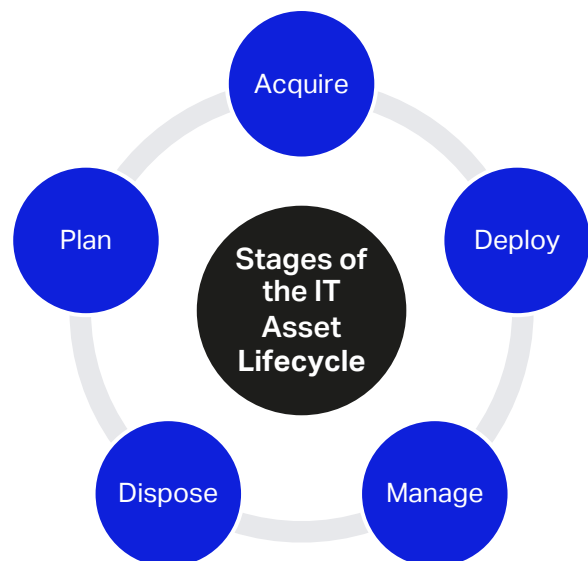 Acquire
Plan
Deploy
Stages of
the IT
Asset
Lifecycle
Dispose
Manage